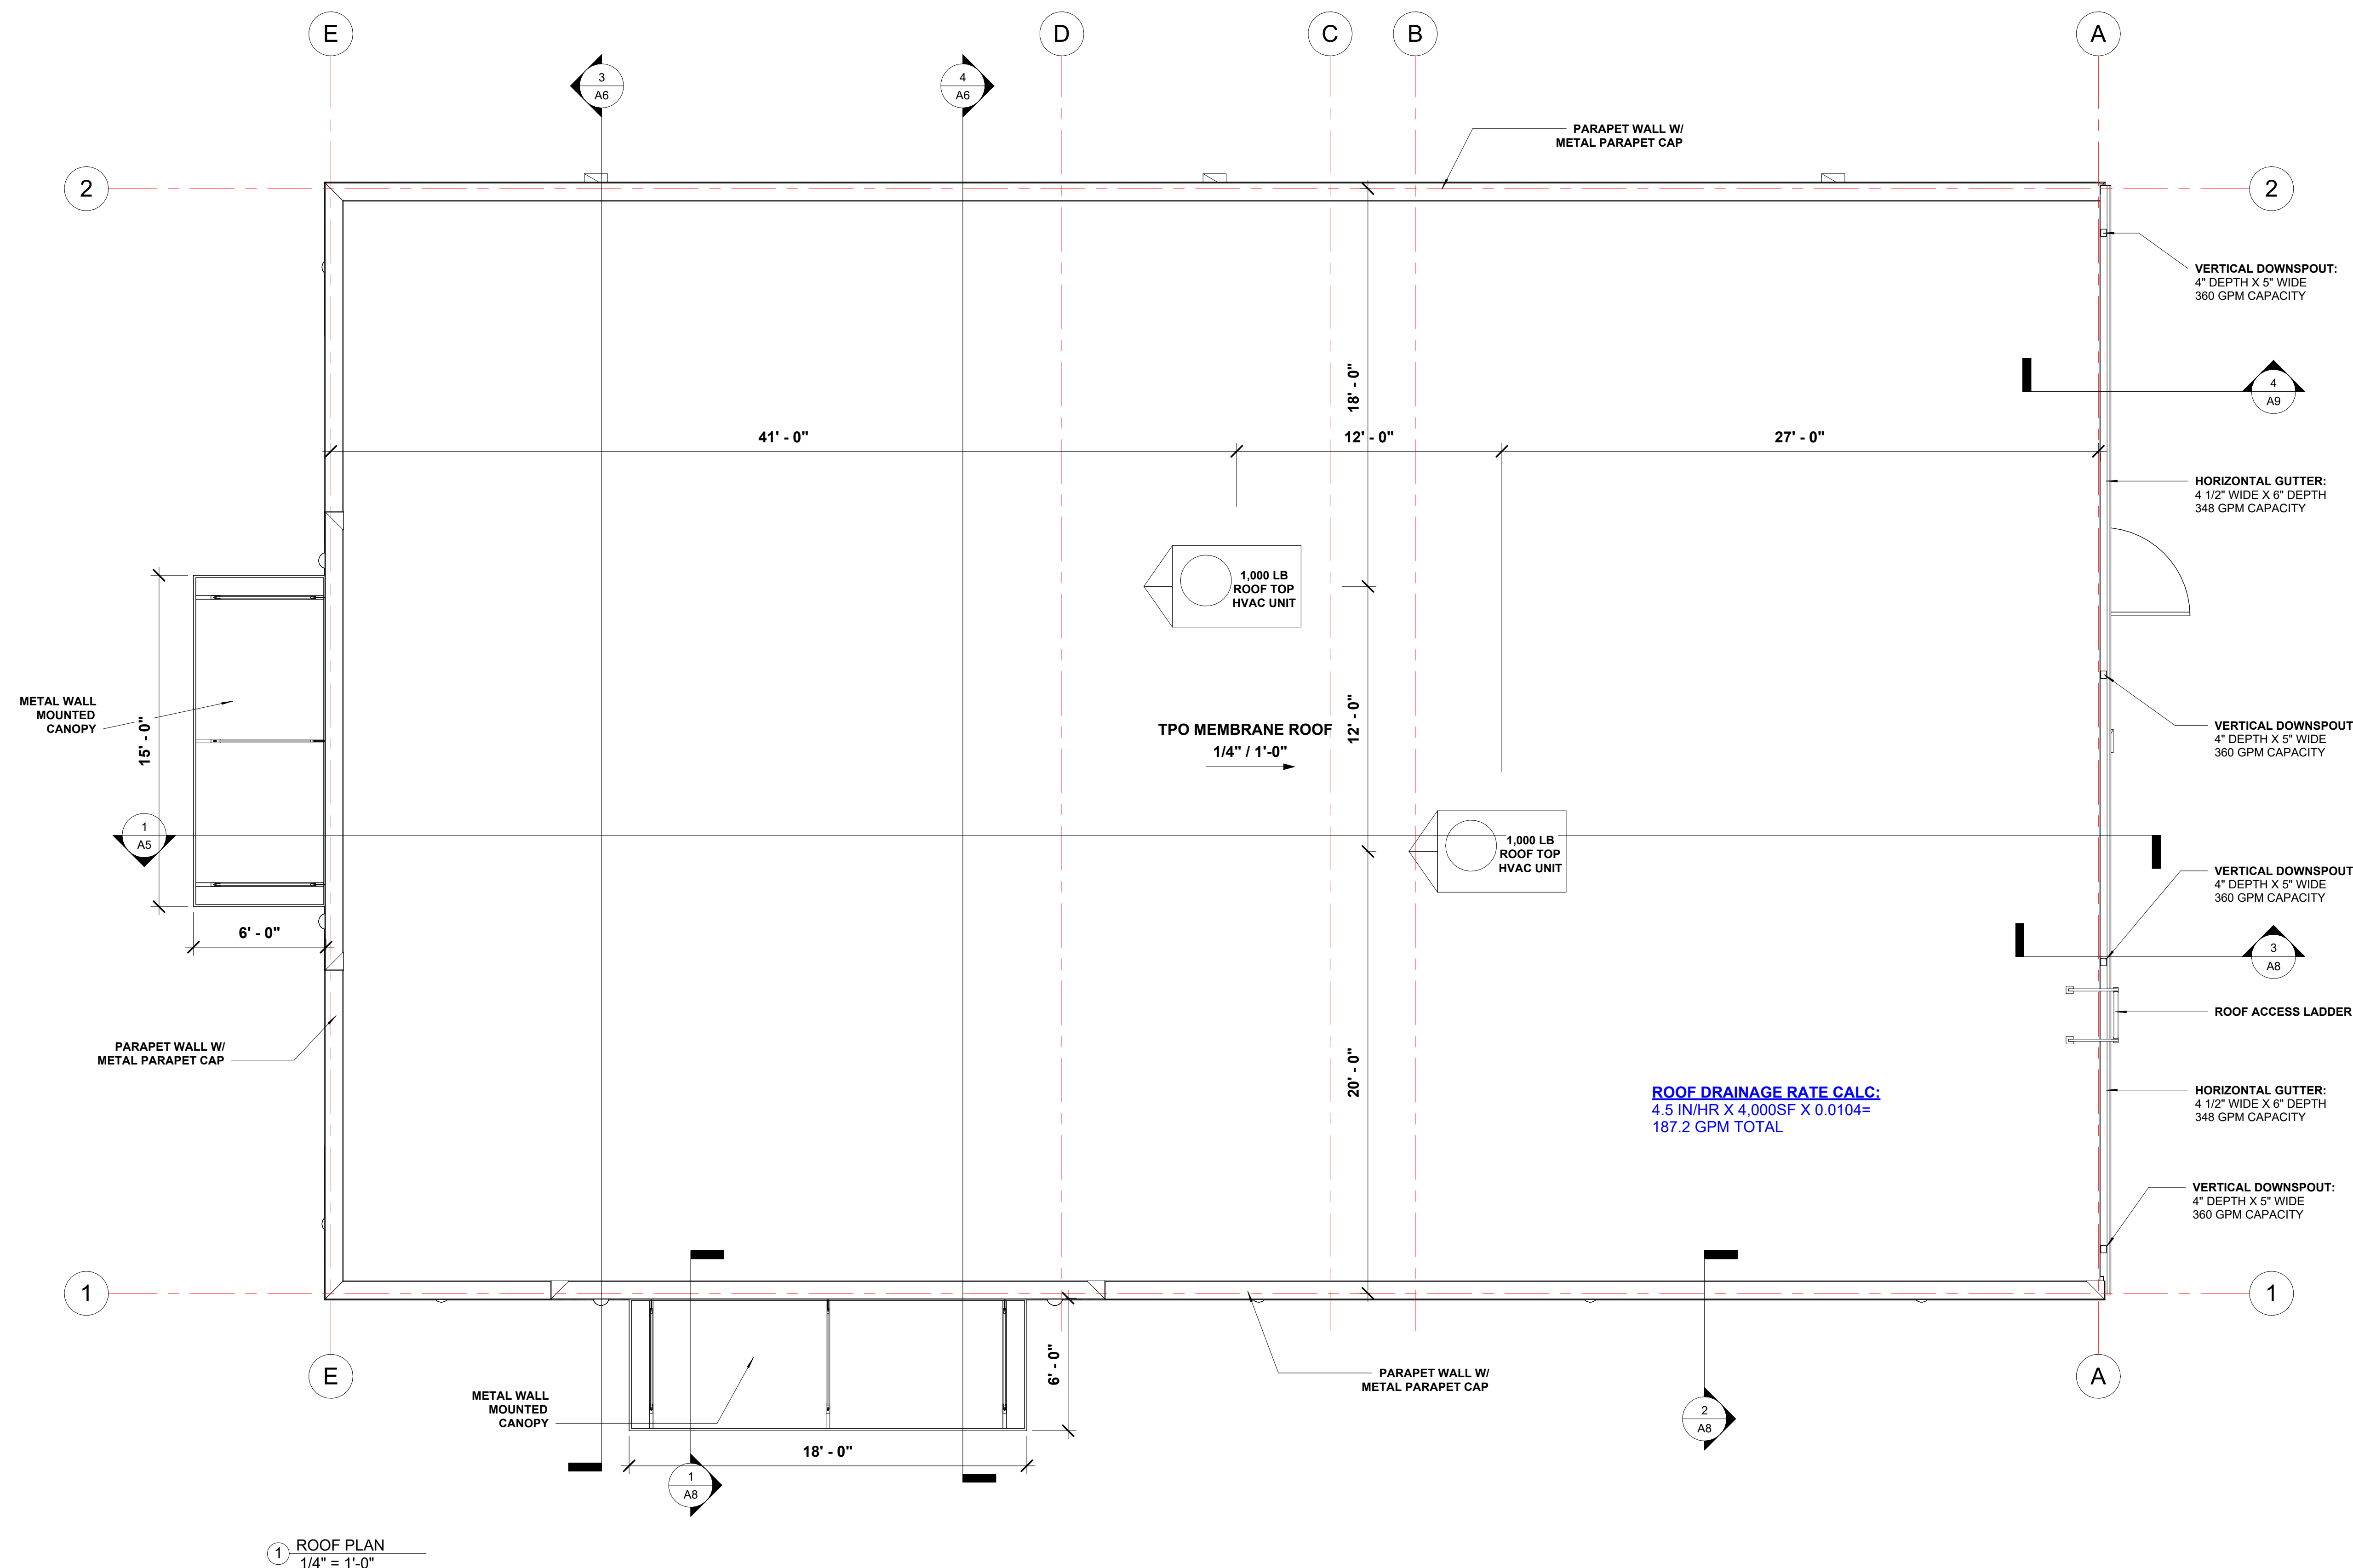 E
D
C
B
A
3
A6
4
A6
PARAPET WALL W/
METAL PARAPET CAP
2
2
VERTICAL DOWNSPOUT:
4" DEPTH X 5" WIDE
360 GPM CAPACITY
18' - 0"
4
A9
41' - 0"
12' - 0"
27' - 0"
HORIZONTAL GUTTER:
4 1/2" WIDE X 6" DEPTH
348 GPM CAPACITY
1,000 LB
ROOF TOP
HVAC UNIT
METAL WALL
MOUNTED
CANOPY
15' - 0"
TPO MEMBRANE ROOF
1/4" / 1'-0"
12' - 0"
VERTICAL DOWNSPOUT
4" DEPTH X 5" WIDE
360 GPM CAPACITY
1
A5
1,000 LB
ROOF TOP
HVAC UNIT
VERTICAL DOWNSPOUT
4" DEPTH X 5" WIDE
360 GPM CAPACITY
6' - 0"
3
A8
ROOF ACCESS LADDER
PARAPET WALL W/
METAL PARAPET CAP
20' - 0"
ROOF DRAINAGE RATE CALC:
4.5 IN/HR X 4,000SF X 0.0104=
187.2 GPM TOTAL
HORIZONTAL GUTTER:
4 1/2" WIDE X 6" DEPTH
348 GPM CAPACITY
VERTICAL DOWNSPOUT:
4" DEPTH X 5" WIDE
360 GPM CAPACITY
1
1
E
6' - 0"
PARAPET WALL W/
METAL PARAPET CAP
A
METAL WALL
MOUNTED
CANOPY
2
A8
18' - 0"
1
A8
1
ROOF PLAN
1/4" = 1'-0"